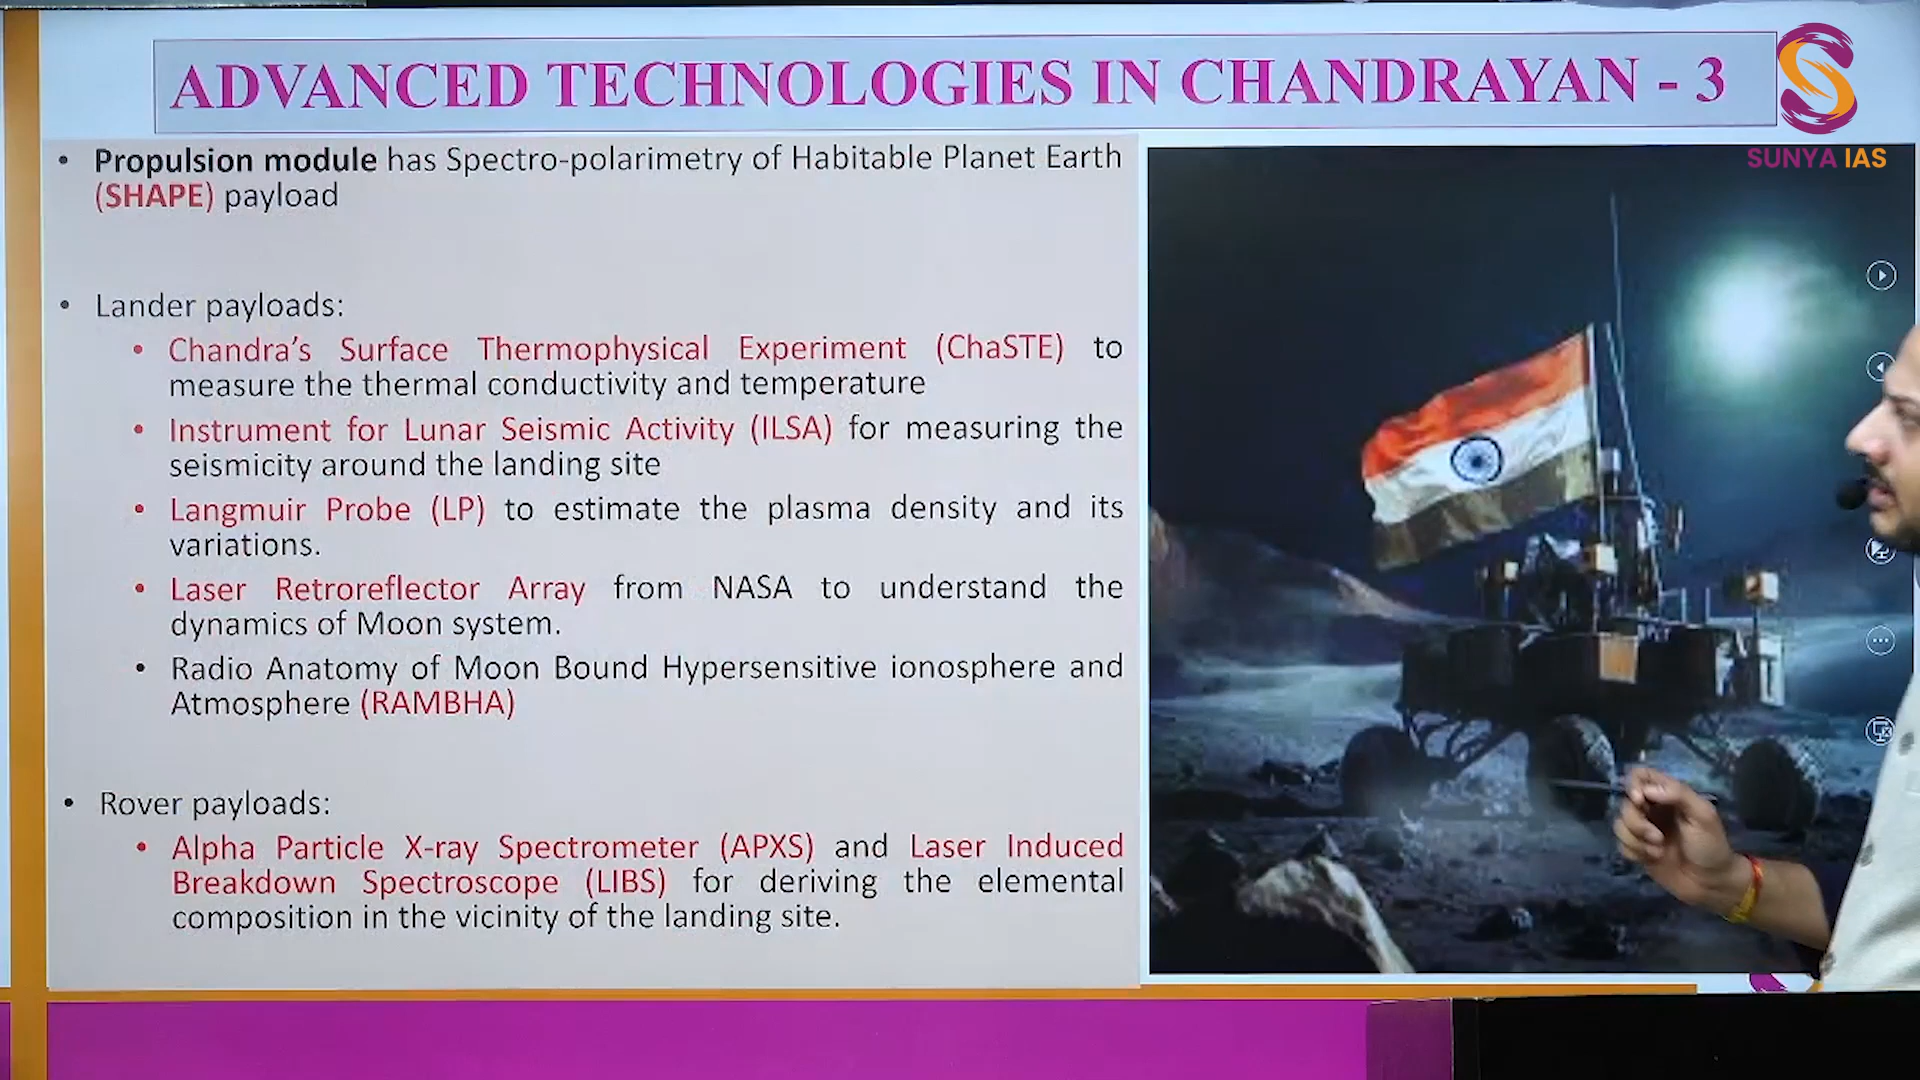 ADVANCED TECHNOLOGIES IN CHANDRAYAN - 3
SUNYA IAS
• Propulsion module has Spectro-polarimetry of Habitable Planet Earth
(SHAPE) payload
• Lander payloads:
• Chandra’s Surface Thermophysical Experiment (ChaSTE) to
measure the thermal conductivity and temperature
• Instrument for Lunar Seismic Activity (ILSA) for measuring the
seismicity around the landing site
• Langmuir Probe (LP) to estimate the plasma density and its
variations.
• Laser Retroreflector Array from NASA to understand the
dynamics of Moon system.
• Radio Anatomy of Moon Bound Hypersensitive ionosphere and
Atmosphere (RAMBHA)
• Rover payloads:
• Alpha Particle X-ray Spectrometer (APXS) and Laser Induced
Breakdown Spectroscope (LIBS) for deriving the elemental
composition in the vicinity of the landing site.